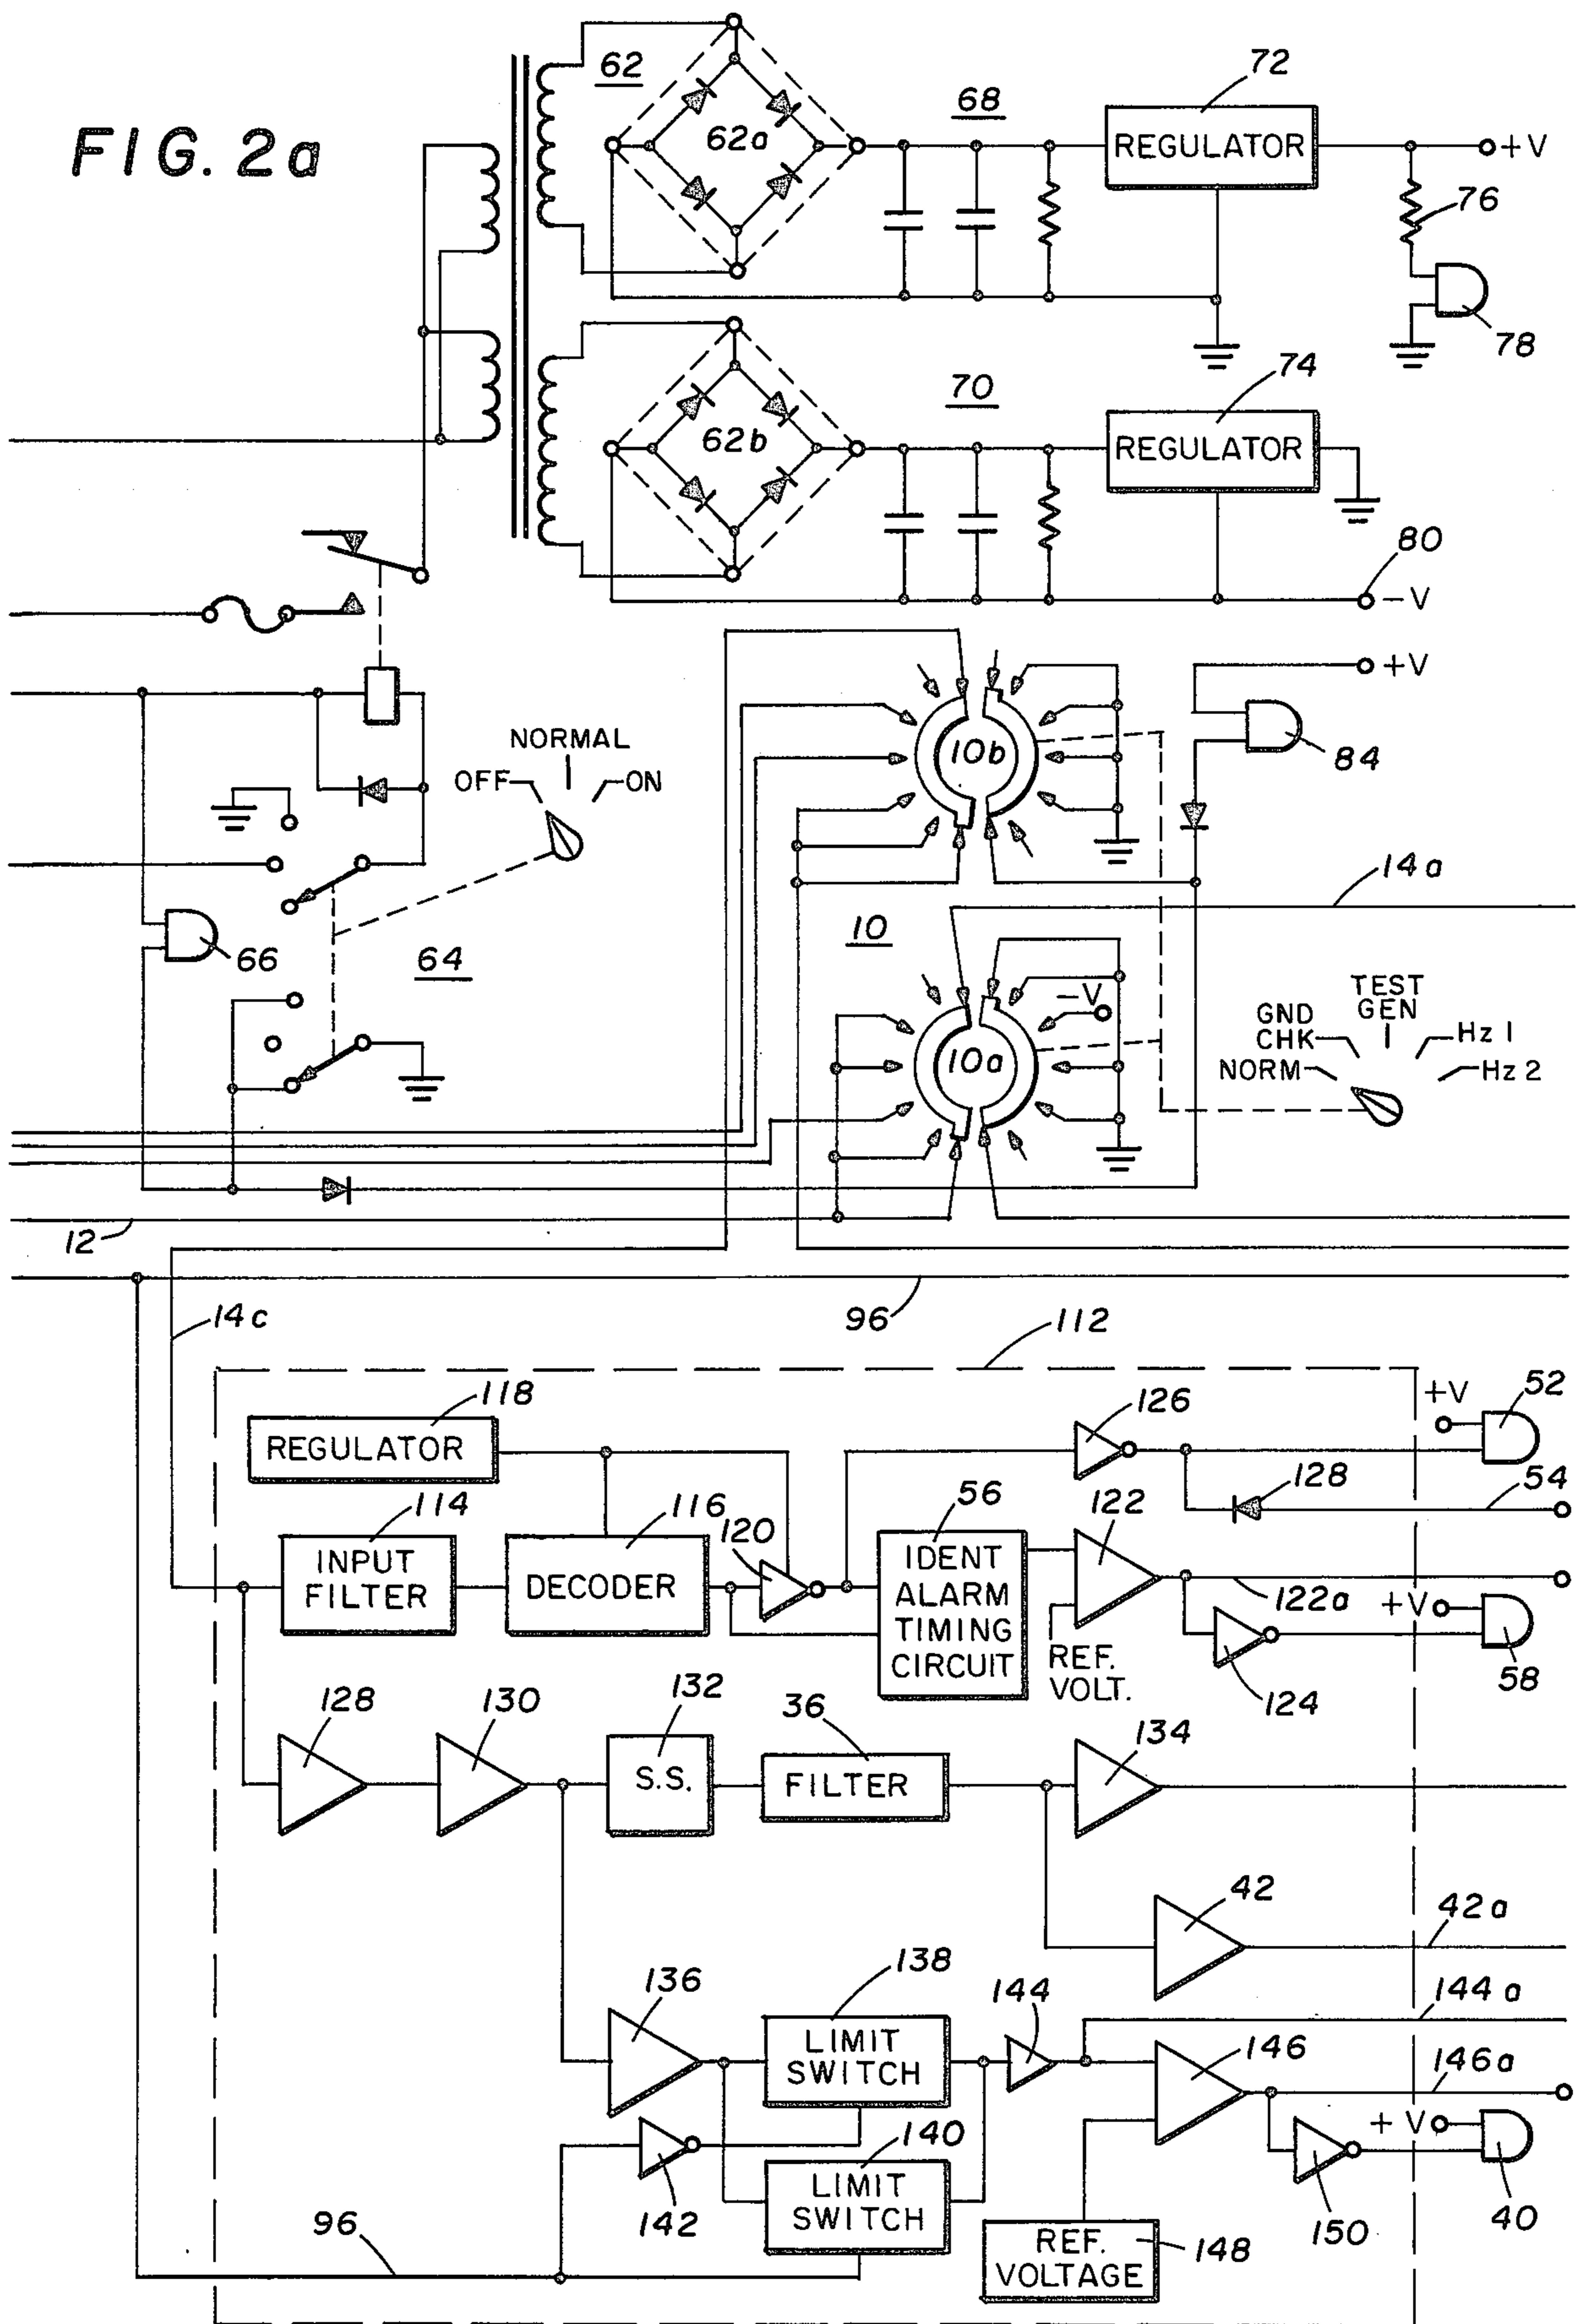 FIG. 2a
62
62a
68
72
REGULATOR
+V
76
78
62b
70
74
REGULATOR
80
-V
+V
10b
84
NORMAL
OFF
ON
14a
10
66
64
-V
10a
TEST
GEN
GND
CHK
Hz 1
NORM
Hz 2
12
14c
96
112
118
REGULATOR
126
+V
52
128
54
114
INPUT
FILTER
116
DECODER
120
56
IDENT
ALARM
TIMING
CIRCUIT
122
122a
REF.
VOLT.
+V
58
124
128
130
132
S.S.
36
FILTER
134
42
42a
136
138
LIMIT
SWITCH
144
144a
146
146a
142
140
LIMIT
SWITCH
+V
40
150
96
REF.
VOLTAGE
148